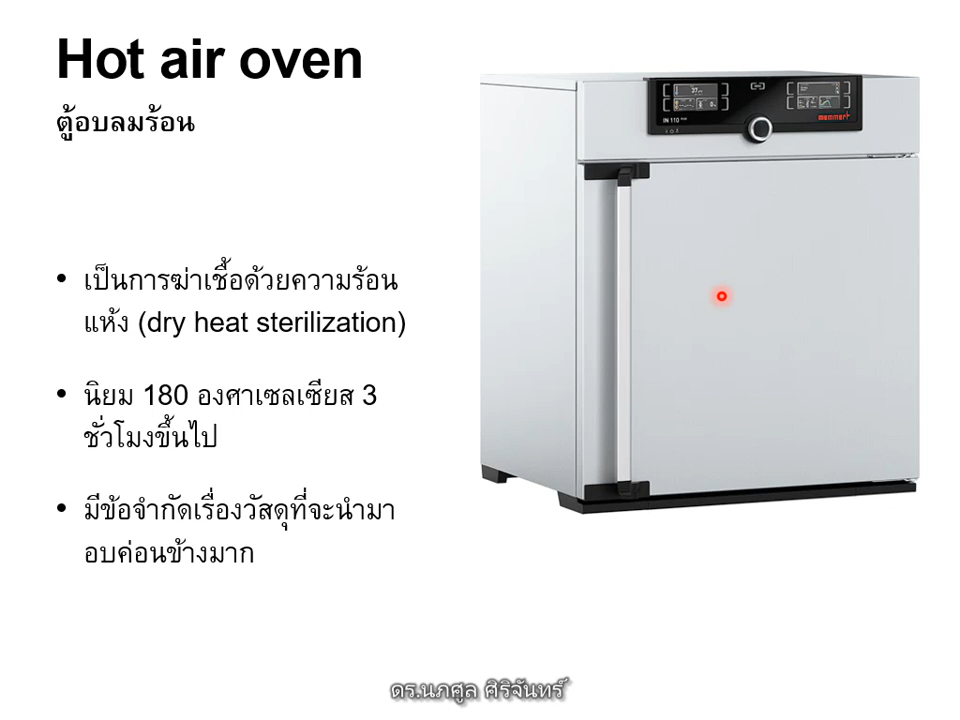 Hot air oven
ตู้อบลมร้อน
• เป็นการฆ่าเชื้อด้วยความร้อน
แห้ง (dry heat sterilization)
• นิยม 180 องศาเซลเซียส 3
ชั่วโมงขึ้นไป
• มีข้อจำกัดเรื่องวัสดุที่จะนำมา
อบค่อนข้างมาก
37
IN 110
memmert
ดร.นภศูล ศิริจันทร์